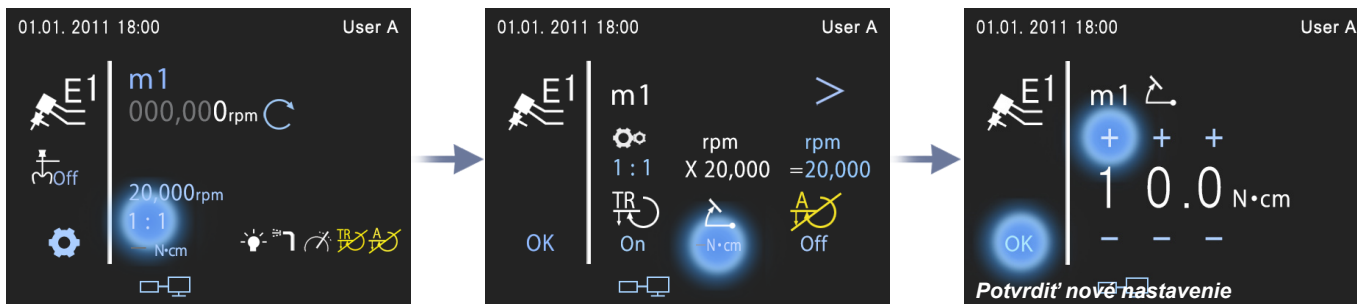 01.01. 2011 18:00 User A
E1
m1
000,000rpm
Off
20,000rpm
1 : 1
N•cm
TR A
01.01. 2011 18:00 User A
E1
m1 >
rpm rpm
1 : 1 X 20,000 =20,000
TR A
OK On N•cm Off
01.01. 2011 18:00 User A
E1
m1
+ + +
1 0.0 N•cm
OK – – –
Potvrdiť nové nastavenie